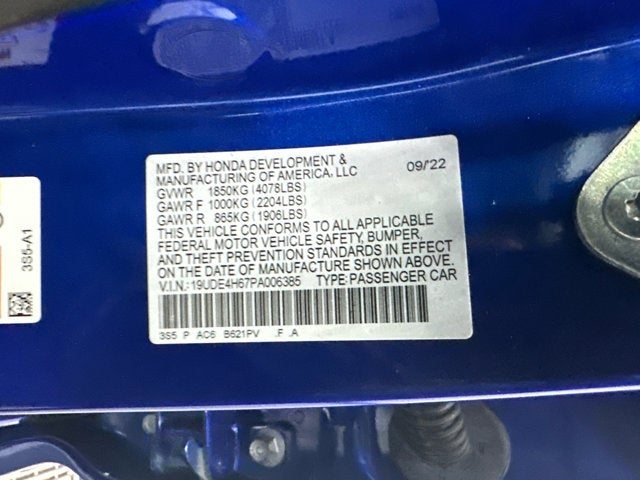 MFD. BY HONDA DEVELOPMENT &
MANUFACTURING OF AMERICA, LLC 09/'22
GVWR 1850KG (4078LBS)
GAWR F 1000KG (2204LBS)
GAWR R 865KG (1906LBS)
THIS VEHICLE CONFORMS TO ALL APPLICABLE
FEDERAL MOTOR VEHICLE SAFETY, BUMPER,
AND THEFT PREVENTION STANDARDS IN EFFECT
ON THE DATE OF MANUFACTURE SHOWN ABOVE.
V.I.N.: 19UDE4H67PA006385 TYPE:PASSENGER CAR
3S5 P AC6 B621PV .F .A
3S5-A1